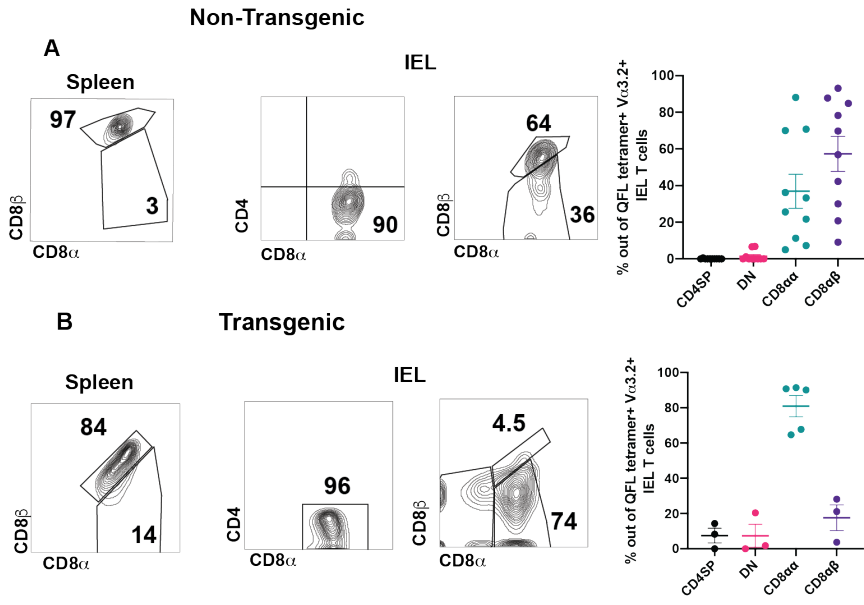 Non-Transgenic
A
IEL
Spleen
97
3
CD8β
CD8α
90
CD4
CD8α
64
36
CD8β
CD8α
% out of QFL tetramer+ Vα3.2+
IEL T cells
100
80
60
40
20
0
CD4SP
DN
CD8αα
CD8αβ
B
Transgenic
Spleen
IEL
84
14
CD8β
CD8α
96
CD4
CD8α
4.5
74
CD8β
CD8α
% out of QFL tetramer+ Vα3.2+
IEL T cells
100
80
60
40
20
0
CD4SP
DN
CD8αα
CD8αβ